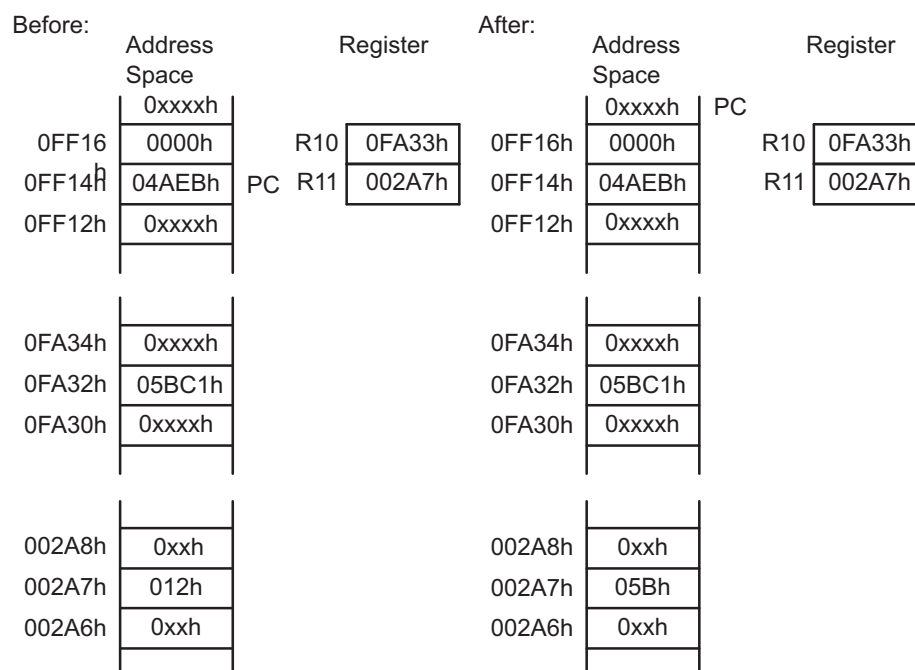 Before:
Address
Space
Register
0xxxxh
0FF16
h
0000h
R10 0FA33h
0FF14h 04AEBh PC R11 002A7h
0FF12h 0xxxxh
0FA34h 0xxxxh
0FA32h 05BC1h
0FA30h 0xxxxh
002A8h 0xxh
002A7h 012h
002A6h 0xxh
After:
Address
Space
Register
0xxxxh PC
0FF16h 0000h R10 0FA33h
0FF14h 04AEBh R11 002A7h
0FF12h 0xxxxh
0FA34h 0xxxxh
0FA32h 05BC1h
0FA30h 0xxxxh
002A8h 0xxh
002A7h 05Bh
002A6h 0xxh